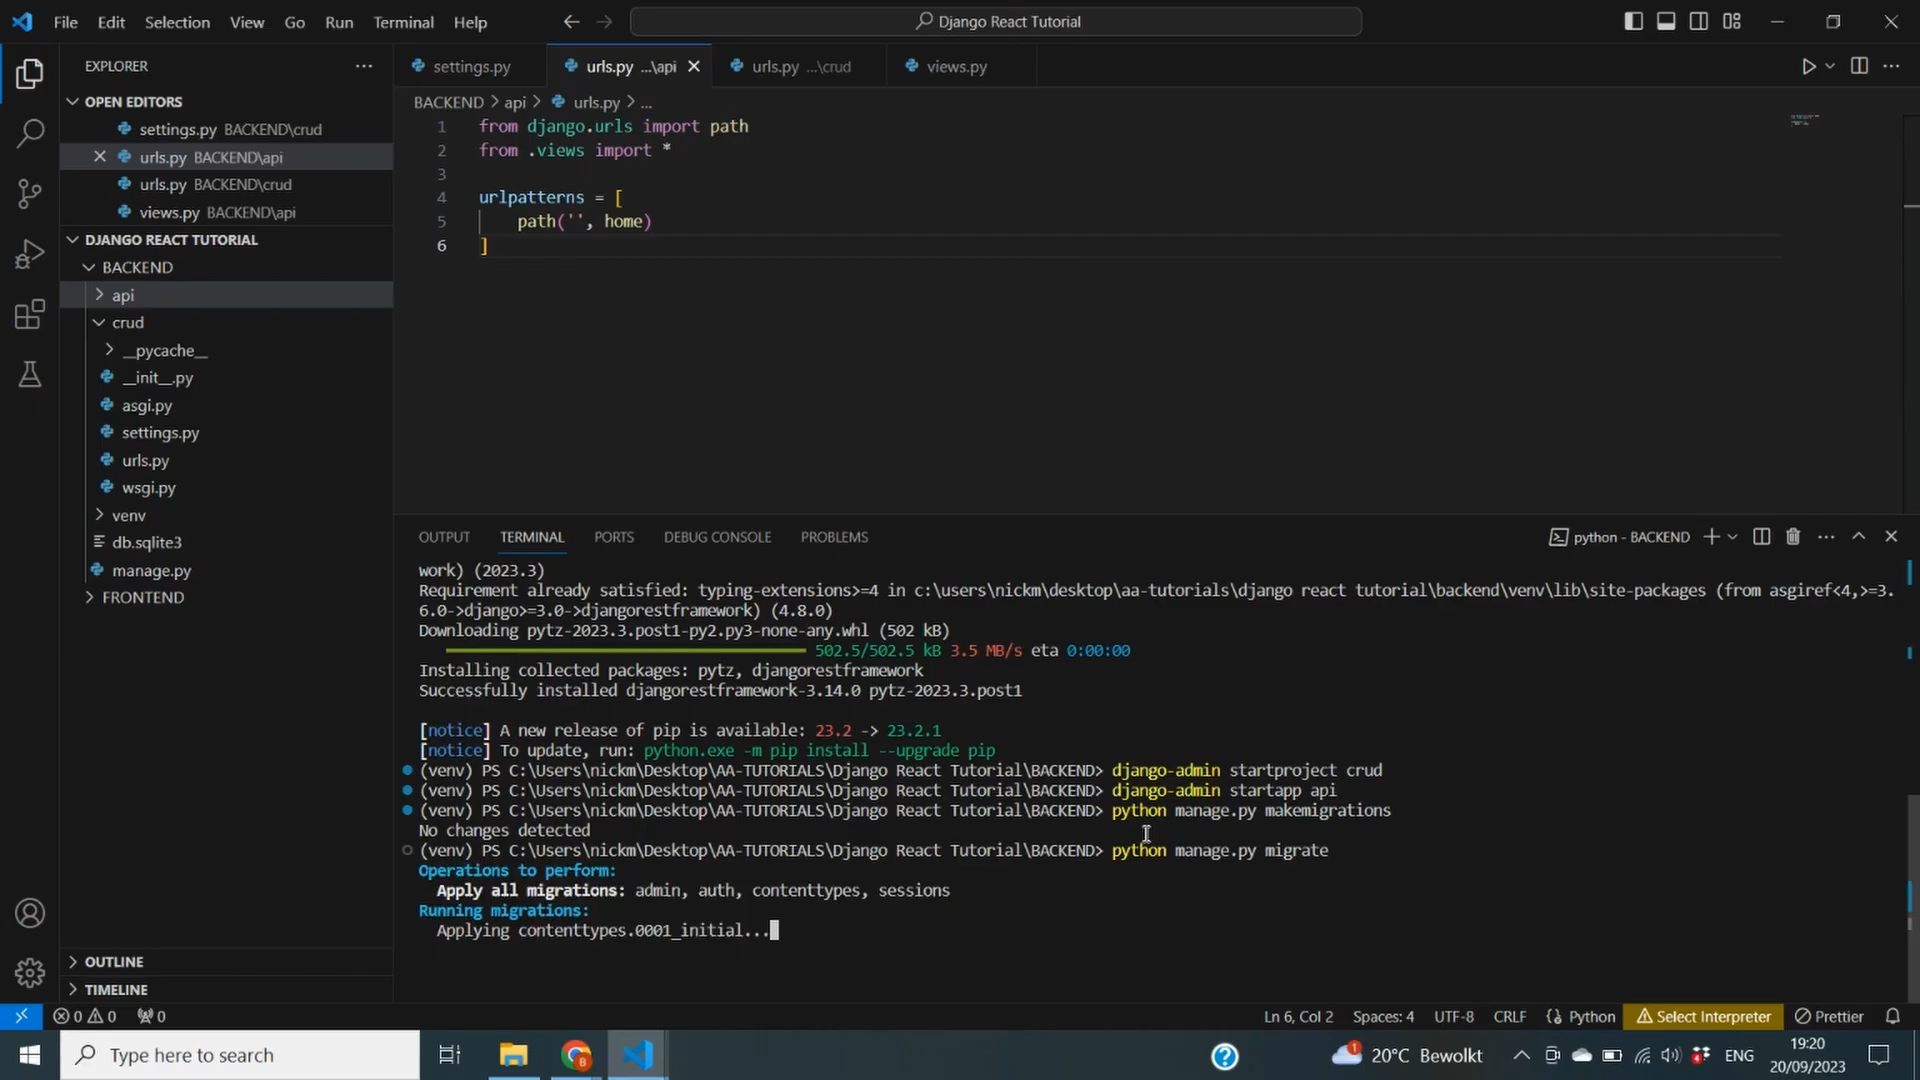 File Edit Selection View Go Run Terminal Help
Django React Tutorial
EXPLORER
OPEN EDITORS
settings.py BACKEND\crud
urls.py BACKEND\api
urls.py BACKEND\crud
views.py BACKEND\api
DJANGO REACT TUTORIAL
BACKEND
api
crud
__pycache__
__init__.py
asgi.py
settings.py
urls.py
wsgi.py
venv
db.sqlite3
manage.py
FRONTEND
OUTLINE
TIMELINE
settings.py
urls.py ...\api
urls.py ...\crud
views.py
BACKEND > api > urls.py > ...
1 from django.urls import path
2 from .views import *
3
4 urlpatterns = [
5 path('', home)
6 ]
OUTPUT TERMINAL PORTS DEBUG CONSOLE PROBLEMS
python - BACKEND
work) (2023.3)
Requirement already satisfied: typing-extensions>=4 in c:\users\nickm\desktop\aa-tutorials\django react tutorial\backend\venv\lib\site-packages (from asgiref<4,>=3.
6.0->django>=3.0->djangorestframework) (4.8.0)
Downloading pytz-2023.3.post1-py2.py3-none-any.whl (502 kB)
502.5/502.5 kB 3.5 MB/s eta 0:00:00
Installing collected packages: pytz, djangorestframework
Successfully installed djangorestframework-3.14.0 pytz-2023.3.post1
[notice] A new release of pip is available: 23.2 -> 23.2.1
[notice] To update, run: python.exe -m pip install --upgrade pip
(venv) PS C:\Users\nickm\Desktop\AA-TUTORIALS\Django React Tutorial\BACKEND> django-admin startproject crud
(venv) PS C:\Users\nickm\Desktop\AA-TUTORIALS\Django React Tutorial\BACKEND> django-admin startapp api
(venv) PS C:\Users\nickm\Desktop\AA-TUTORIALS\Django React Tutorial\BACKEND> python manage.py makemigrations
No changes detected
(venv) PS C:\Users\nickm\Desktop\AA-TUTORIALS\Django React Tutorial\BACKEND> python manage.py migrate
Operations to perform:
Apply all migrations: admin, auth, contenttypes, sessions
Running migrations:
Applying contenttypes.0001_initial...
0 0 0
Ln 6, Col 2 Spaces: 4 UTF-8 CRLF Python Select Interpreter Prettier
Type here to search
B
1
20°C Bewolkt
ENG
19:20
20/09/2023